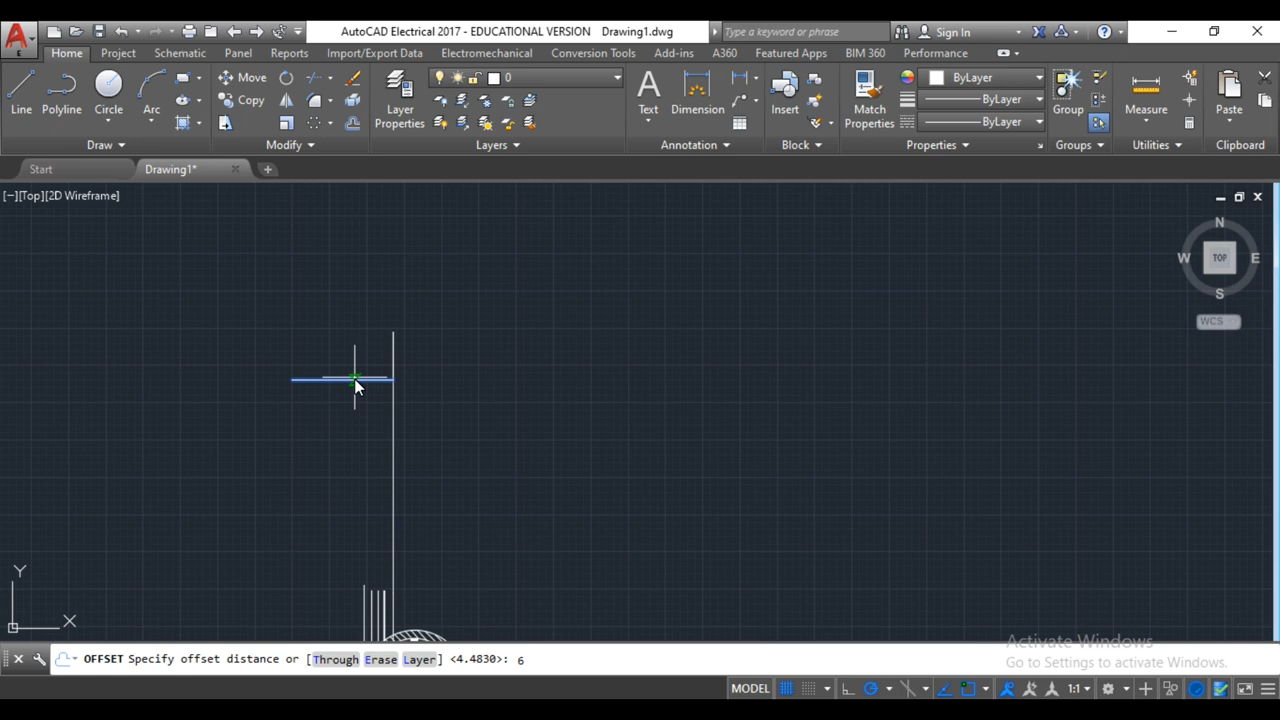 AutoCAD Electrical 2017 - EDUCATIONAL VERSION Drawing1.dwg
Type a keyword or phrase
Sign In
Home Project Schematic Panel Reports Import/Export Data Electromechanical Conversion Tools Add-ins A360 Featured Apps BIM 360 Performance
Line Polyline Circle Arc
Move
Copy
Layer Properties
0
Text Dimension
Insert
Match Properties
ByLayer
ByLayer
ByLayer
Group
Measure
Paste
Draw Modify Layers Annotation Block Properties Groups Utilities Clipboard
Start Drawing1*
[−][Top][2D Wireframe]
N
W TOP E
S
WCS
Y
X
Activate Windows
Go to Settings to activate Windows.
OFFSET Specify offset distance or [Through Erase Layer] <4.4830>: 6
MODEL 1:1